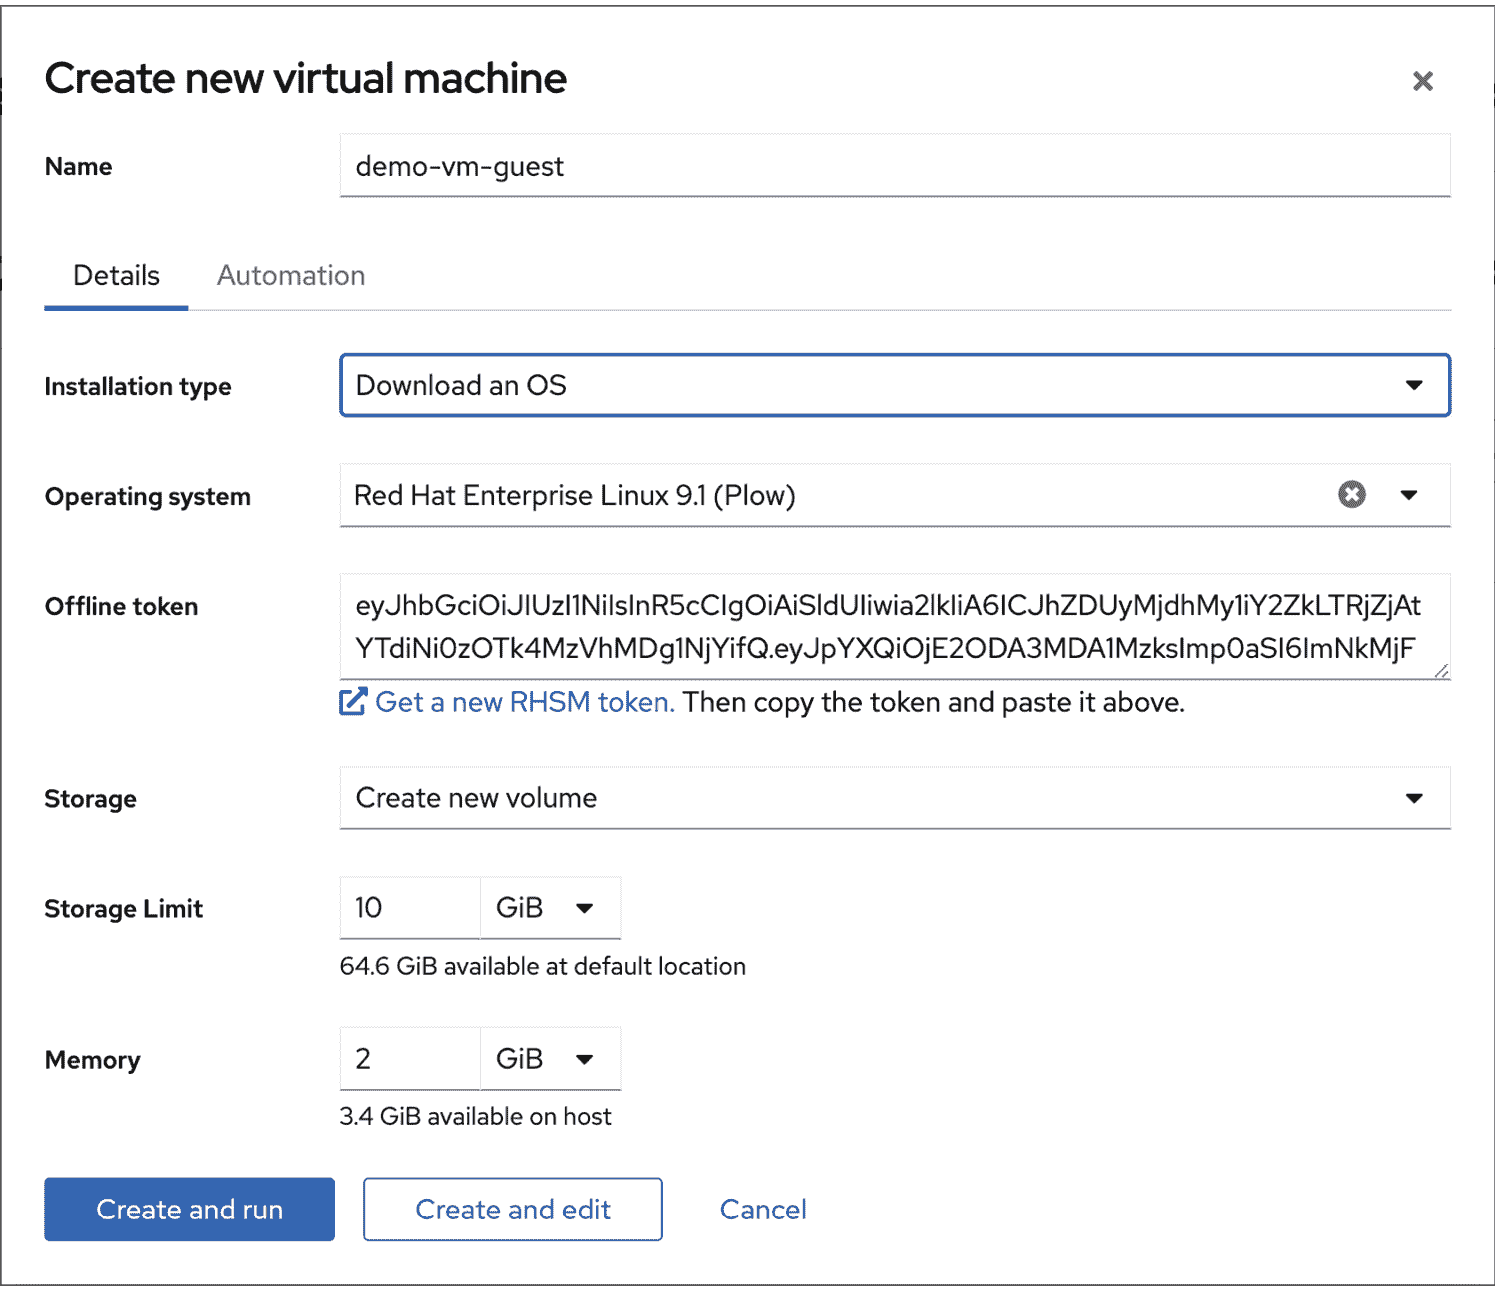 Create new virtual machine
Name
demo-vm-guest
Details
Automation
Installation type
Download an OS
Operating system
Red Hat Enterprise Linux 9.1 (Plow)
Offline token
eyJhbGciOiJIUzI1NiIsInR5cCIgOiAiSldUIiwia2lkIiA6ICJhZDUyMjdhMy1iY2ZkLTRjZjAt
YTdiNi0zOTk4MzVhMDg1NjYifQ.eyJpYXQiOjE2ODA3MDA1MzksImp0aSI6ImNkMjF
Get a new RHSM token. Then copy the token and paste it above.
Storage
Create new volume
Storage Limit
10 GiB
64.6 GiB available at default location
Memory
2 GiB
3.4 GiB available on host
Create and run
Create and edit
Cancel